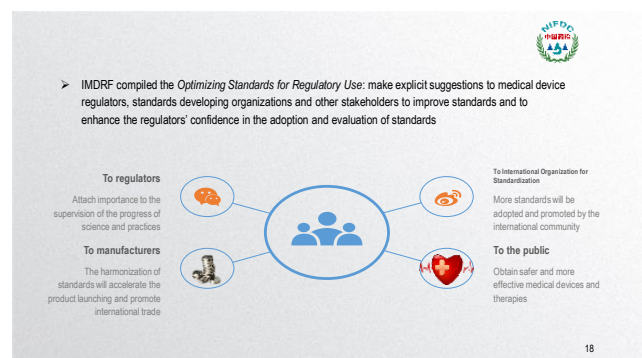 NIFDC
中国药检
➢ IMDRF compiled the Optimizing Standards for Regulatory Use: make explicit suggestions to medical device
regulators, standards developing organizations and other stakeholders to improve standards and to
enhance the regulators' confidence in the adoption and evaluation of standards
To regulators
Attach importance to the
supervision of the progress of
science and practices
To manufacturers
The harmonization of
standards will accelerate the
product launching and promote
international trade
To International Organization for
Standardization
More standards will be
adopted and promoted by the
international community
To the public
Obtain safer and more
effective medical devices and
therapies
18